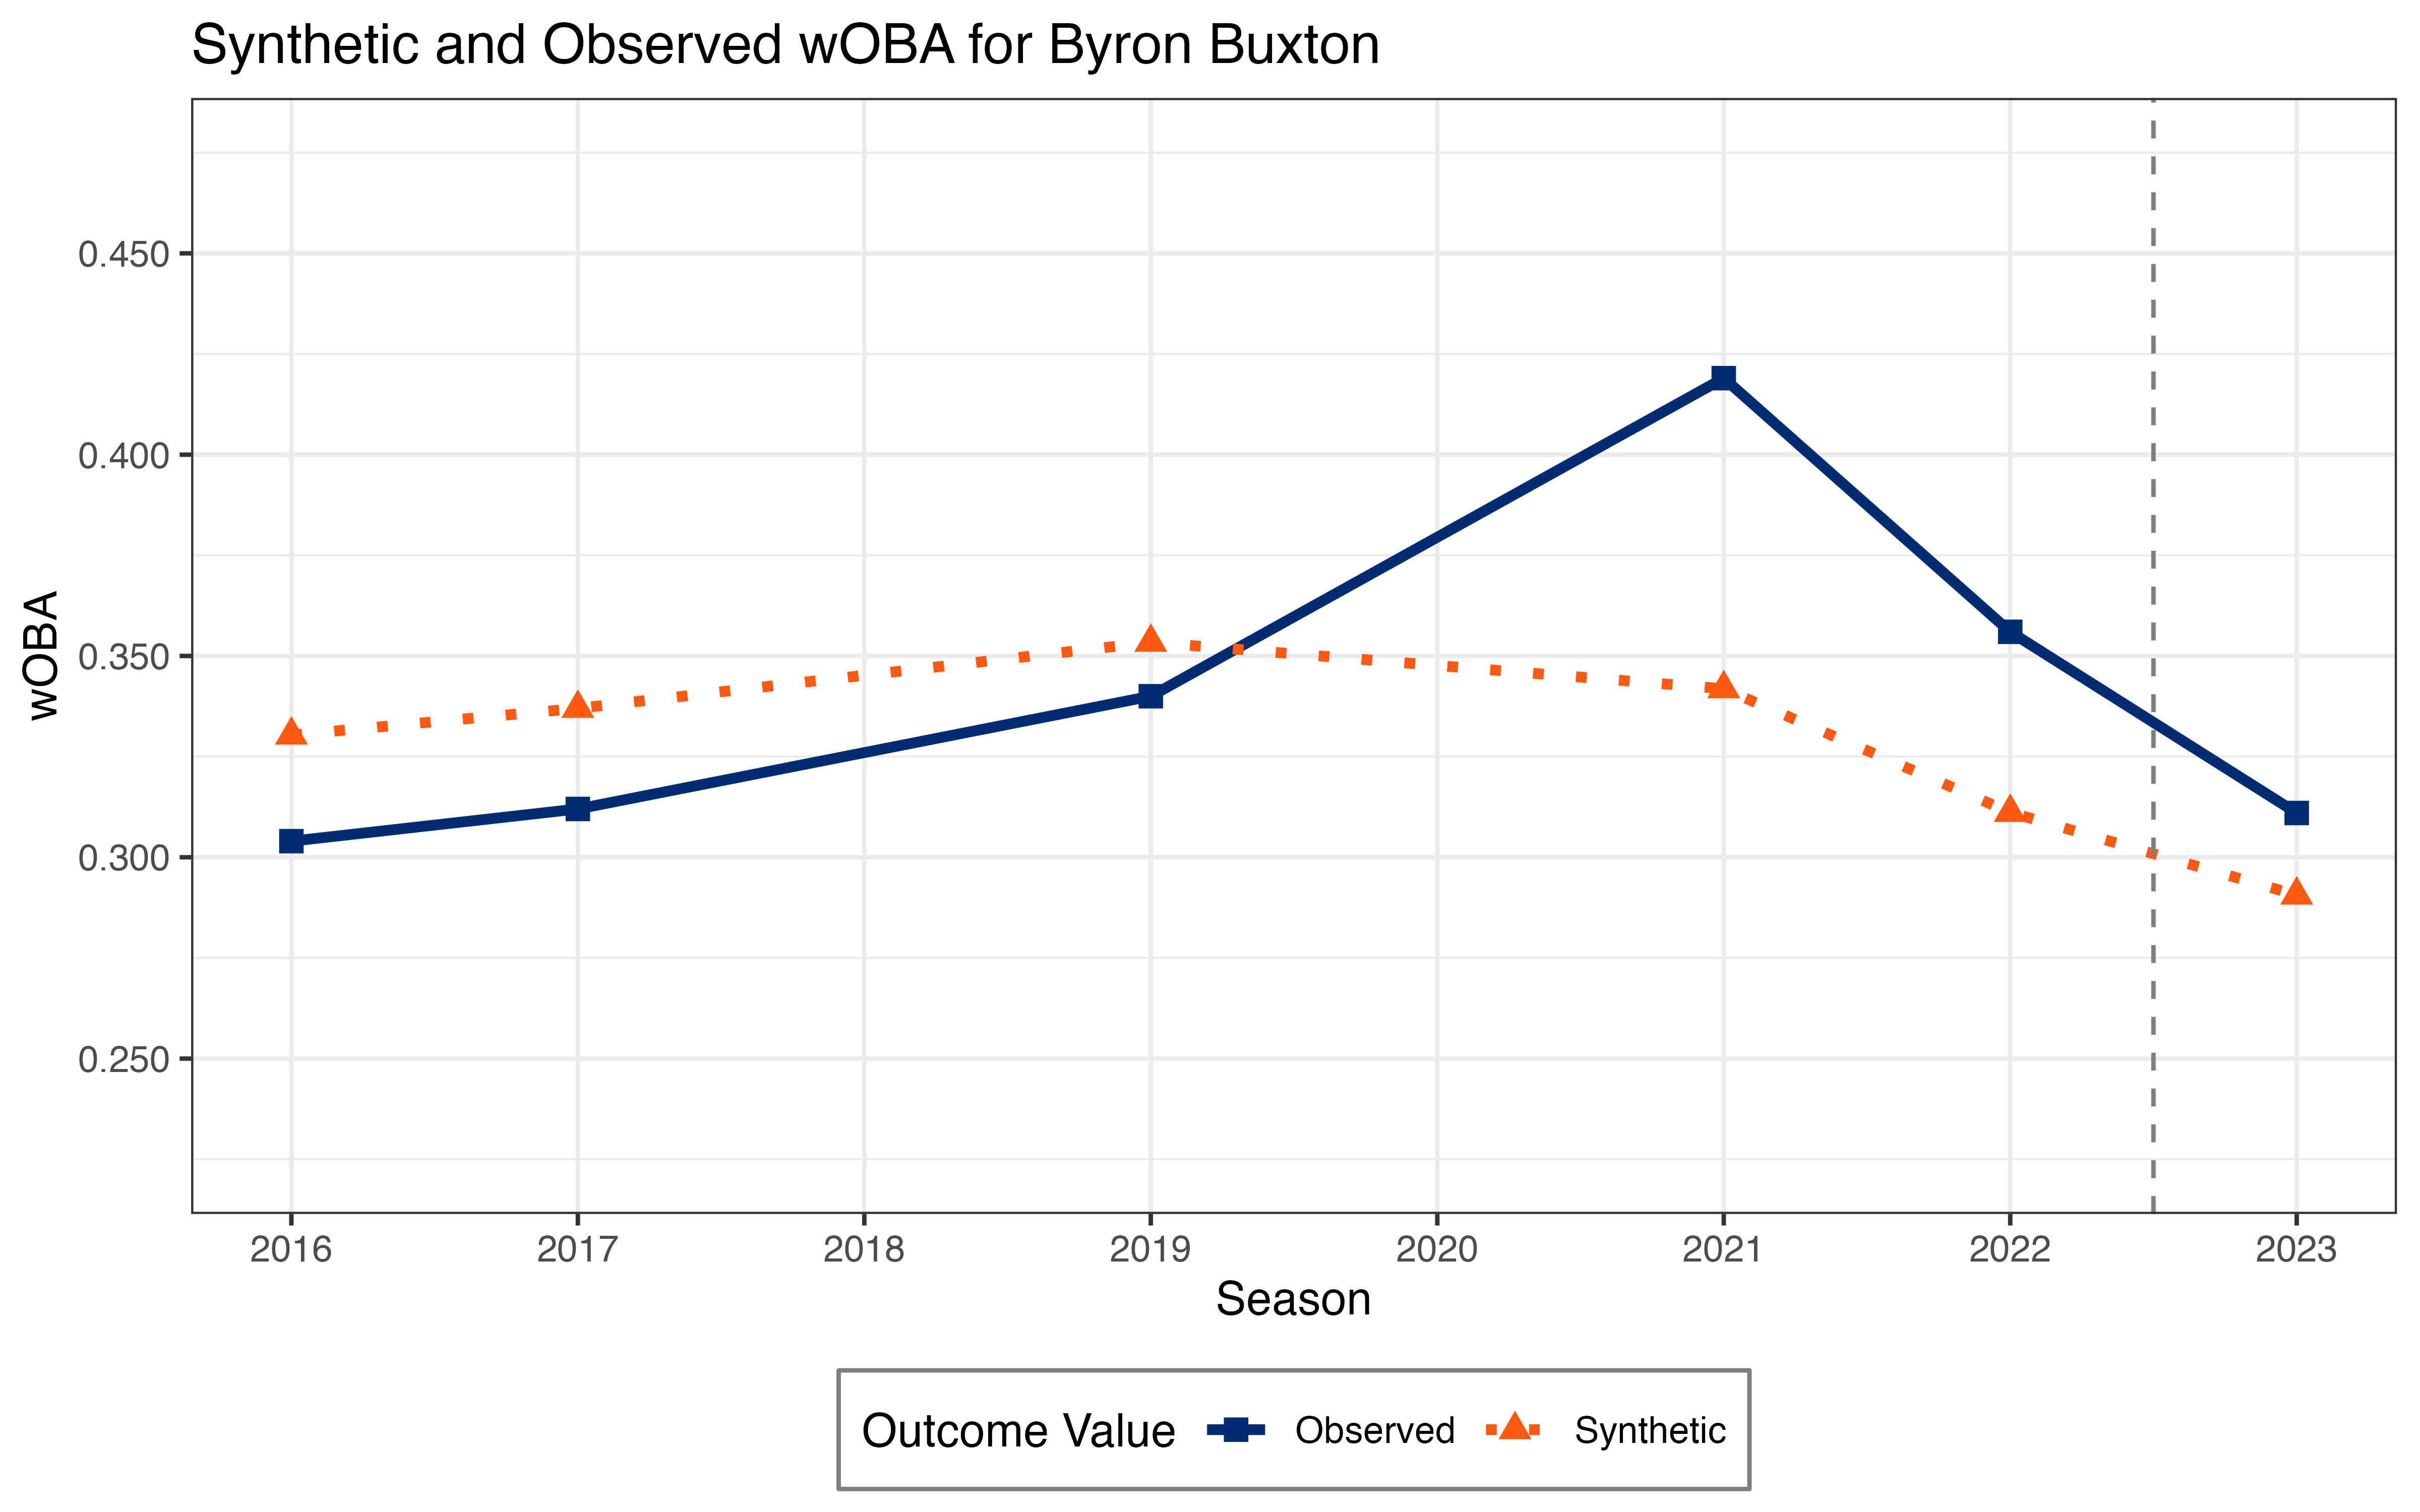 Synthetic and Observed wOBA for Byron Buxton
wOBA
0.450
0.400
0.350
0.300
0.250
2016 2017 2018 2019 2020 2021 2022 2023
Season
Outcome Value Observed Synthetic